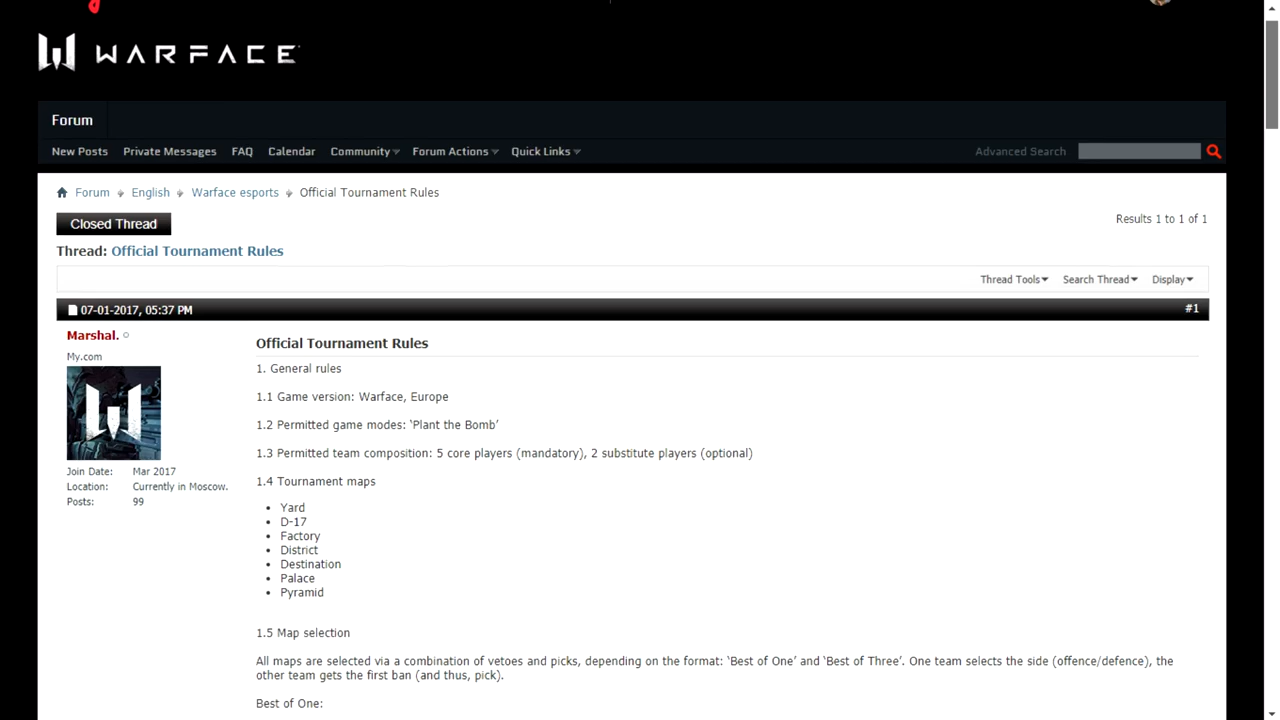 WARFACE
Forum
New Posts Private Messages FAQ Calendar Community Forum Actions Quick Links Advanced Search
Forum English Warface esports Official Tournament Rules
Closed Thread
Results 1 to 1 of 1
Thread: Official Tournament Rules
Thread Tools Search Thread Display
07-01-2017, 05:37 PM #1
Marshal.
My.com
Join Date: Mar 2017
Location: Currently in Moscow.
Posts: 99
Official Tournament Rules
1. General rules
1.1 Game version: Warface, Europe
1.2 Permitted game modes: ‘Plant the Bomb’
1.3 Permitted team composition: 5 core players (mandatory), 2 substitute players (optional)
1.4 Tournament maps
• Yard
• D-17
• Factory
• District
• Destination
• Palace
• Pyramid
1.5 Map selection
All maps are selected via a combination of vetoes and picks, depending on the format: ‘Best of One’ and ‘Best of Three’. One team selects the side (offence/defence), the
other team gets the first ban (and thus, pick).
Best of One: